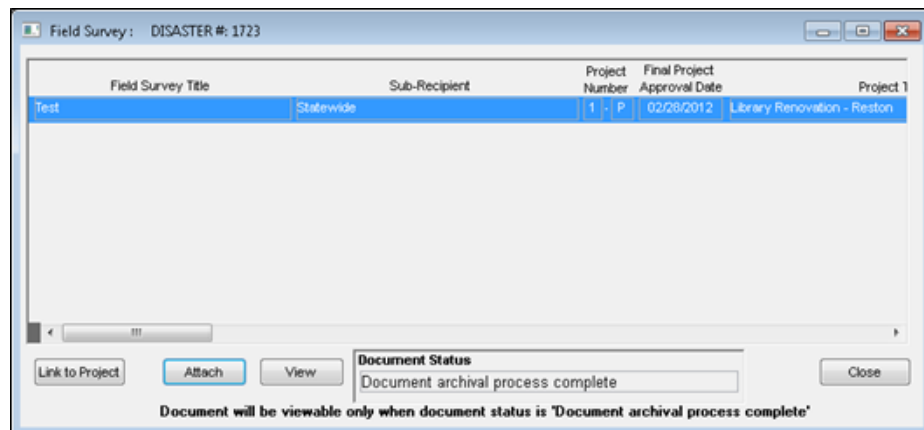 Field Survey : DISASTER #: 1723
Field Survey Title Sub-Recipient Project Number Final Project Approval Date Project T
Test Statewide 1 - P 02/28/2012 Library Renovation - Reston
Link to Project Attach View Document Status Close
Document archival process complete
Document will be viewable only when document status is 'Document archival process complete'